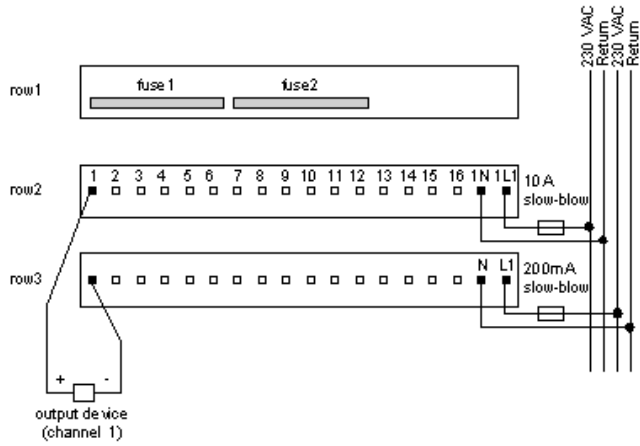 230 VAC
Return
230 VAC
Return
row1
fuse1
fuse2
row2
1 2 3 4 5 6 7 8 9 10 11 12 13 14 15 16 1N 1L1
10A
slow-blow
row3
N L1
200mA
slow-blow
+ -
output device
(channel 1)